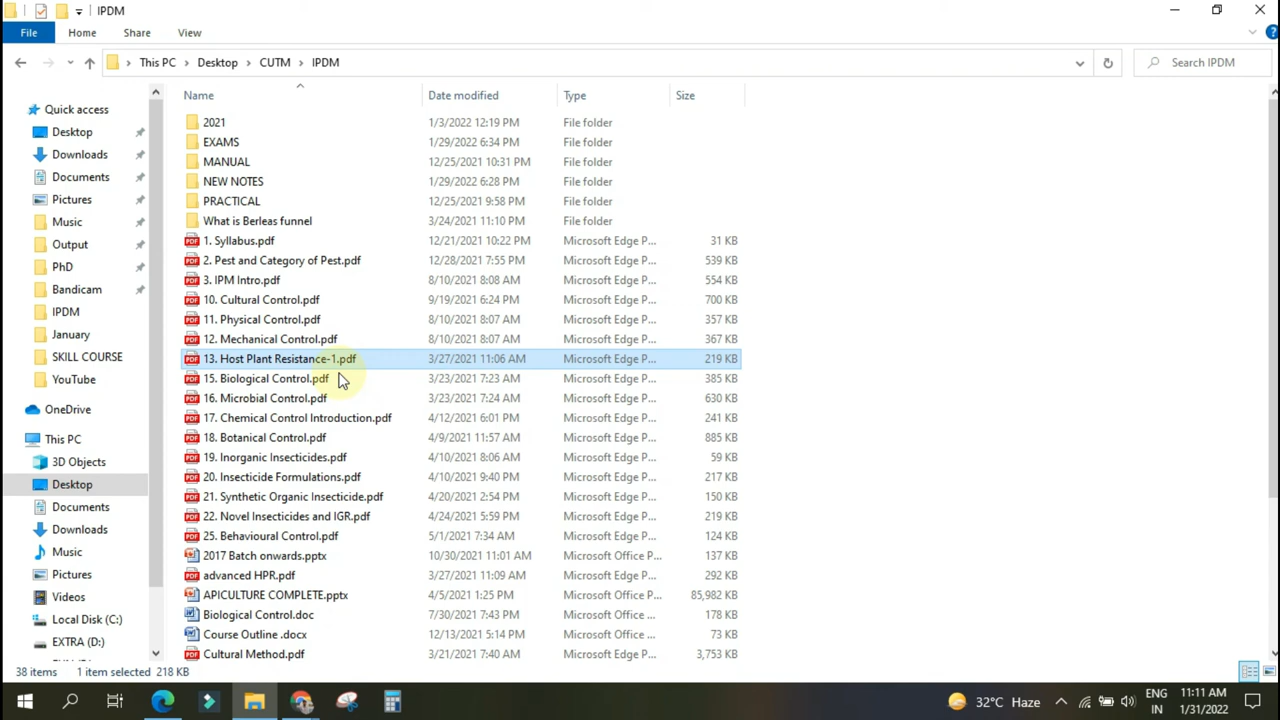 IPDM
File Home Share View
This PC Desktop CUTM IPDM Search IPDM
Name Date modified Type Size
Quick access
Desktop
Downloads
Documents
Pictures
Music
Output
PhD
Bandicam
IPDM
January
SKILL COURSE
YouTube
OneDrive
This PC
3D Objects
Desktop
Documents
Downloads
Music
Pictures
Videos
Local Disk (C:)
EXTRA (D:)
2021 1/3/2022 12:19 PM File folder
EXAMS 1/29/2022 6:34 PM File folder
MANUAL 12/25/2021 10:31 PM File folder
NEW NOTES 1/29/2022 6:28 PM File folder
PRACTICAL 12/25/2021 9:58 PM File folder
What is Berleas funnel 3/24/2021 11:10 PM File folder
PDF 1. Syllabus.pdf 12/21/2021 10:22 PM Microsoft Edge P... 31 KB
PDF 2. Pest and Category of Pest.pdf 12/28/2021 7:55 PM Microsoft Edge P... 539 KB
PDF 3. IPM Intro.pdf 8/10/2021 8:08 AM Microsoft Edge P... 554 KB
PDF 10. Cultural Control.pdf 9/19/2021 6:24 PM Microsoft Edge P... 700 KB
PDF 11. Physical Control.pdf 8/10/2021 8:07 AM Microsoft Edge P... 357 KB
PDF 12. Mechanical Control.pdf 8/10/2021 8:07 AM Microsoft Edge P... 367 KB
PDF 13. Host Plant Resistance-1.pdf 3/27/2021 11:06 AM Microsoft Edge P... 219 KB
PDF 15. Biological Control.pdf 3/23/2021 7:23 AM Microsoft Edge P... 385 KB
PDF 16. Microbial Control.pdf 3/23/2021 7:24 AM Microsoft Edge P... 630 KB
PDF 17. Chemical Control Introduction.pdf 4/12/2021 6:01 PM Microsoft Edge P... 241 KB
PDF 18. Botanical Control.pdf 4/9/2021 11:57 AM Microsoft Edge P... 885 KB
PDF 19. Inorganic Insecticides.pdf 4/10/2021 8:06 AM Microsoft Edge P... 59 KB
PDF 20. Insecticide Formulations.pdf 4/10/2021 9:40 PM Microsoft Edge P... 217 KB
PDF 21. Synthetic Organic Insecticide.pdf 4/20/2021 2:54 PM Microsoft Edge P... 150 KB
PDF 22. Novel Insecticides and IGR.pdf 4/24/2021 5:59 PM Microsoft Edge P... 219 KB
PDF 25. Behavioural Control.pdf 5/1/2021 7:34 AM Microsoft Edge P... 124 KB
2017 Batch onwards.pptx 10/30/2021 11:01 AM Microsoft Office P... 137 KB
PDF advanced HPR.pdf 3/27/2021 11:09 AM Microsoft Edge P... 292 KB
APICULTURE COMPLETE.pptx 4/5/2021 1:25 PM Microsoft Office P... 85,982 KB
Biological Control.doc 7/30/2021 7:43 PM Microsoft Office ... 178 KB
Course Outline .docx 12/13/2021 5:14 PM Microsoft Office ... 73 KB
PDF Cultural Method.pdf 3/21/2021 7:40 AM Microsoft Edge P... 3,753 KB
38 items 1 item selected 218 KB
32°C Haze ENG 11:11 AM
IN 1/31/2022